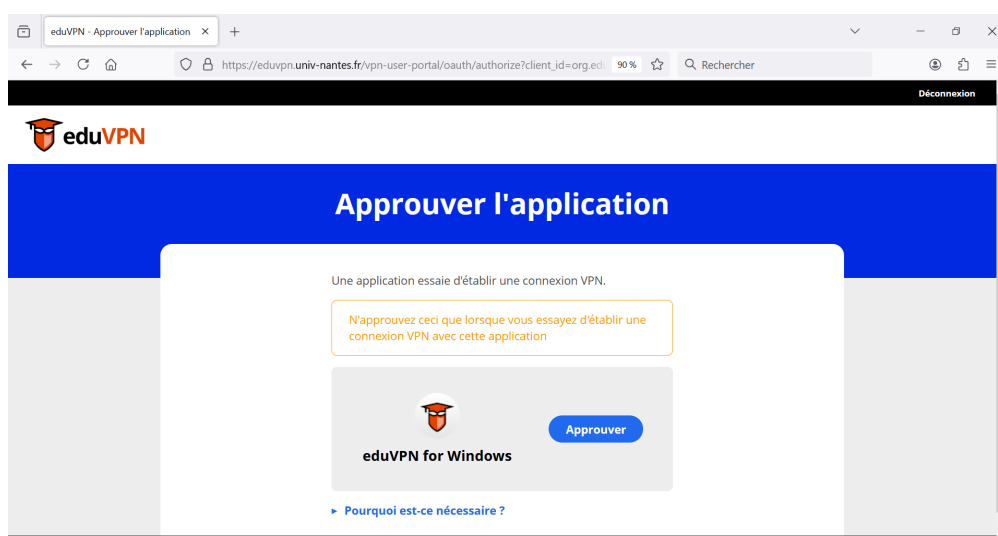 eduVPN - Approuver l'application
https://eduvpn.univ-nantes.fr/vpn-user-portal/oauth/authorize?client_id=org.edu
90 %
Rechercher
Déconnexion
eduVPN
Approuver l'application
Une application essaie d'établir une connexion VPN.
N'approuvez ceci que lorsque vous essayez d'établir une
connexion VPN avec cette application
Approuver
eduVPN for Windows
Pourquoi est-ce nécessaire ?